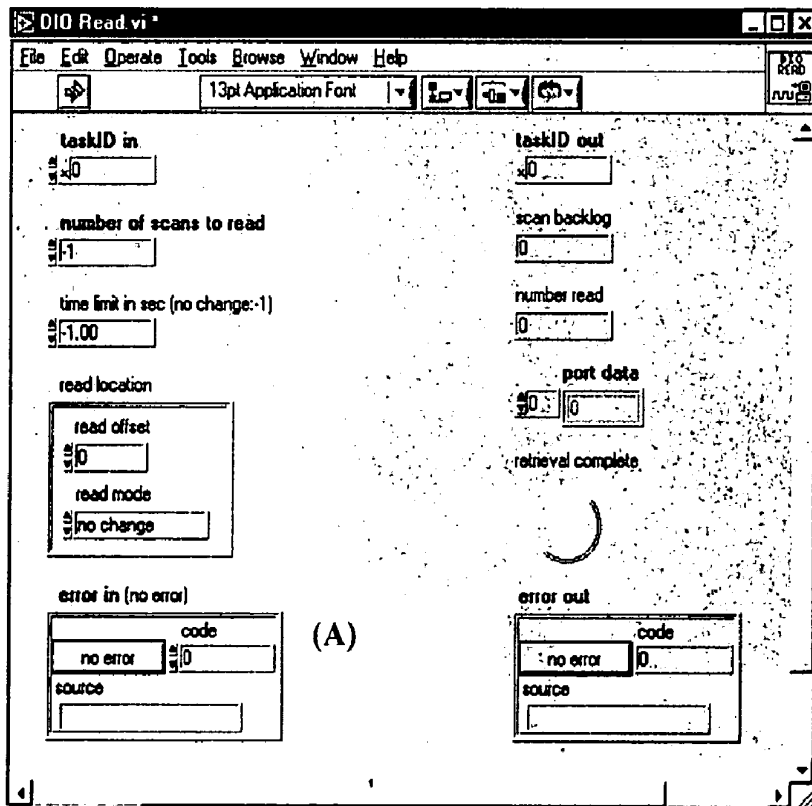 DIO Read.vi *
File Edit Operate Tools Browse Window Help
DIO
READ
13pt Application Font
taskID in
x 0
number of scans to read
-1
time limit in sec (no change:-1)
-1.00
read location
read offset
0
read mode
no change
error in (no error)
code
no error
0
source
(A)
taskID out
x 0
scan backlog
0
number read
0
port data
0
0
retrieval complete
error out
code
no error
0
source